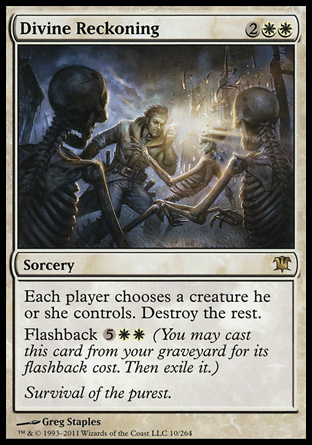 Divine Reckoning 2
Sorcery
Each player chooses a creature he
or she controls. Destroy the rest.
Flashback 5 (You may cast
this card from your graveyard for its
flashback cost. Then exile it.)
Survival of the purest.
Greg Staples
™ & © 1993–2011 Wizards of the Coast LLC 10/264